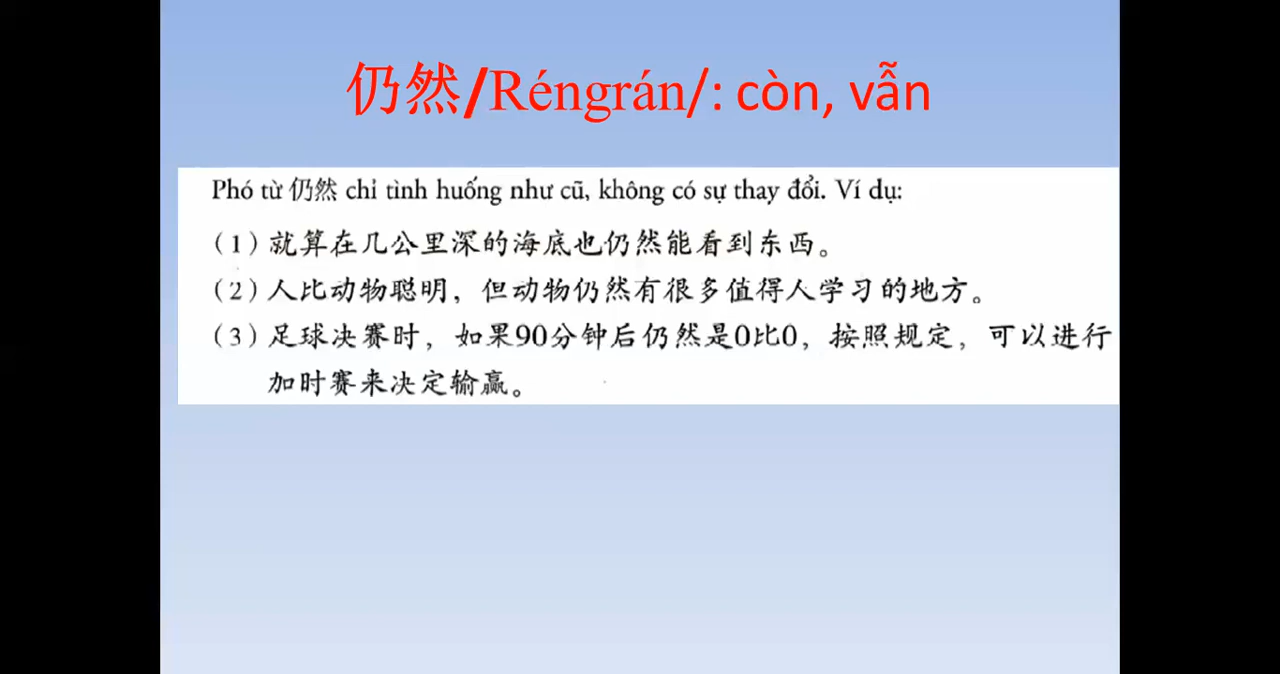 仍然/Réngrán/: còn, vẫn
Phó từ 仍然 chỉ tình huống như cũ, không có sự thay đổi. Ví dụ:
（1）就算在几公里深的海底也仍然能看到东西。
（2）人比动物聪明，但动物仍然有很多值得人学习的地方。
（3）足球决赛时，如果90分钟后仍然是0比0，按照规定，可以进行
加时赛来决定输赢。